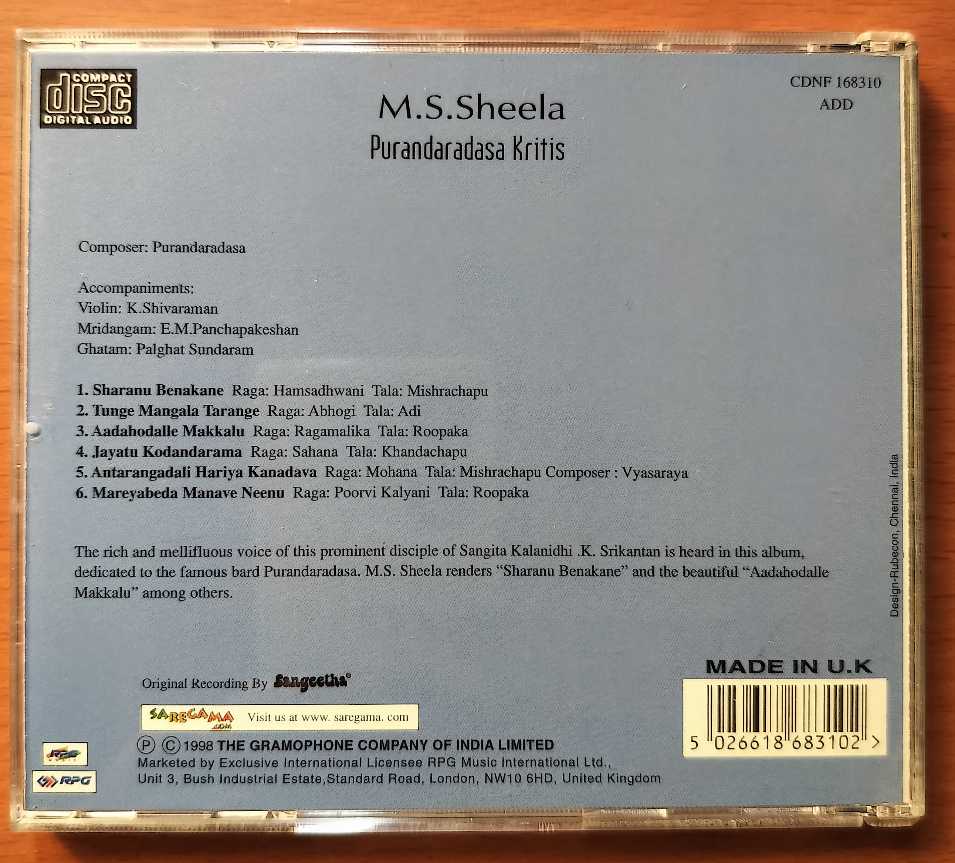 COMPACT
disc
DIGITAL AUDIO
M.S.Sheela
Purandaradasa Kritis
CDNF 168310
ADD
Composer: Purandaradasa
Accompaniments:
Violin: K.Shivaraman
Mridangam: E.M.Panchapakeshan
Ghatam: Palghat Sundaram
1. Sharanu Benakane Raga: Hamsadhwani Tala: Mishrachapu
2. Tunge Mangala Tarange Raga: Abhogi Tala: Adi
3. Aadahodalle Makkalu Raga: Ragamalika Tala: Roopaka
4. Jayatu Kodandarama Raga: Sahana Tala: Khandachapu
5. Antarangadali Hariya Kanadava Raga: Mohana Tala: Mishrachapu Composer : Vyasaraya
6. Mareyabeda Manave Neenu Raga: Poorvi Kalyani Tala: Roopaka
The rich and mellifluous voice of this prominent disciple of Sangita Kalanidhi .K. Srikantan is heard in this album,
dedicated to the famous bard Purandaradasa. M.S. Sheela renders “Sharanu Benakane” and the beautiful “Aadahodalle
Makkalu” among others.
Design-Rubecon, Chennai, India
Original Recording By Sangeetha®
SAREGAMA.com Visit us at www. saregama. com
Ⓟ Ⓒ 1998 THE GRAMOPHONE COMPANY OF INDIA LIMITED
Marketed by Exclusive International Licensee RPG Music International Ltd.,
Unit 3, Bush Industrial Estate,Standard Road, London, NW10 6HD, United Kingdom
RPG
RPG
MADE IN U.K
5 026618 683102 >